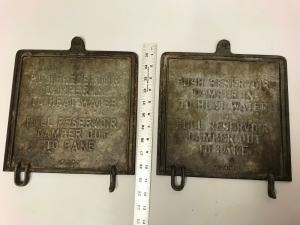 PUSH RESERVOIR
DAMPER IN
TO HEAT WATER
PULL RESERVOIR
DAMPER OUT
TO BAKE
PUSH RESERVOIR
DAMPER IN
TO HEAT WATER
PULL RESERVOIR
DAMPER OUT
TO BAKE